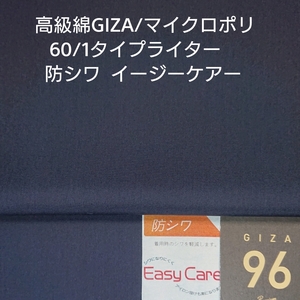 高級綿GIZA/マイクロポリ
60/1タイプライター
防シワ イージーケアー
防シワ
Easy Care
GIZA
96